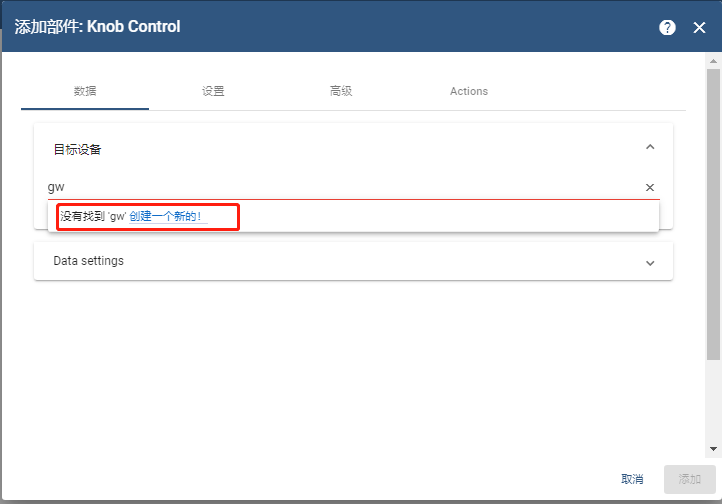 添加部件: Knob Control
数据
设置
高级
Actions
目标设备
gw
没有找到 'gw' 创建一个新的!
Data settings
取消
添加